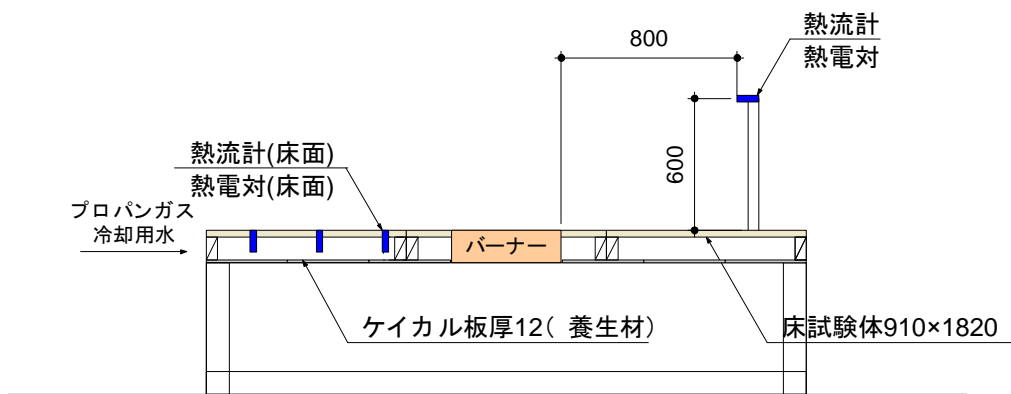 熱流計
熱電対
800
600
熱流計(床面)
熱電対(床面)
プロパンガス
冷却用水
バーナー
ケイカル板厚12( 養生材)
床試験体910×1820